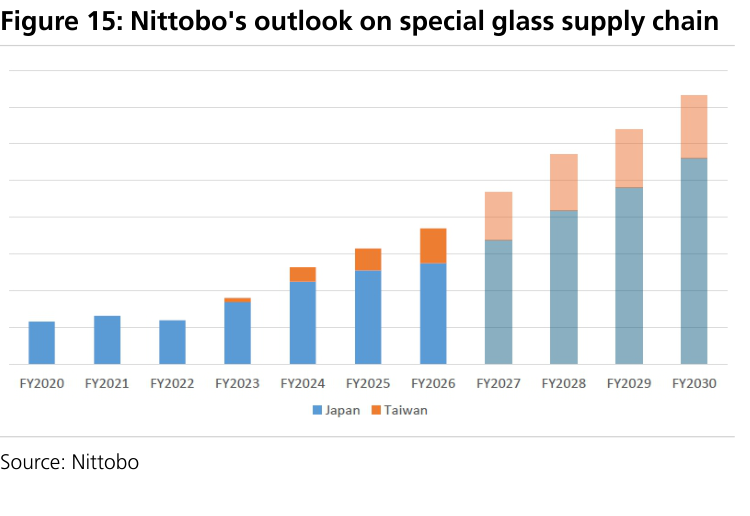 Figure 15: Nittobo's outlook on special glass supply chain
FY2020 FY2021 FY2022 FY2023 FY2024 FY2025 FY2026 FY2027 FY2028 FY2029 FY2030
Japan Taiwan
Source: Nittobo